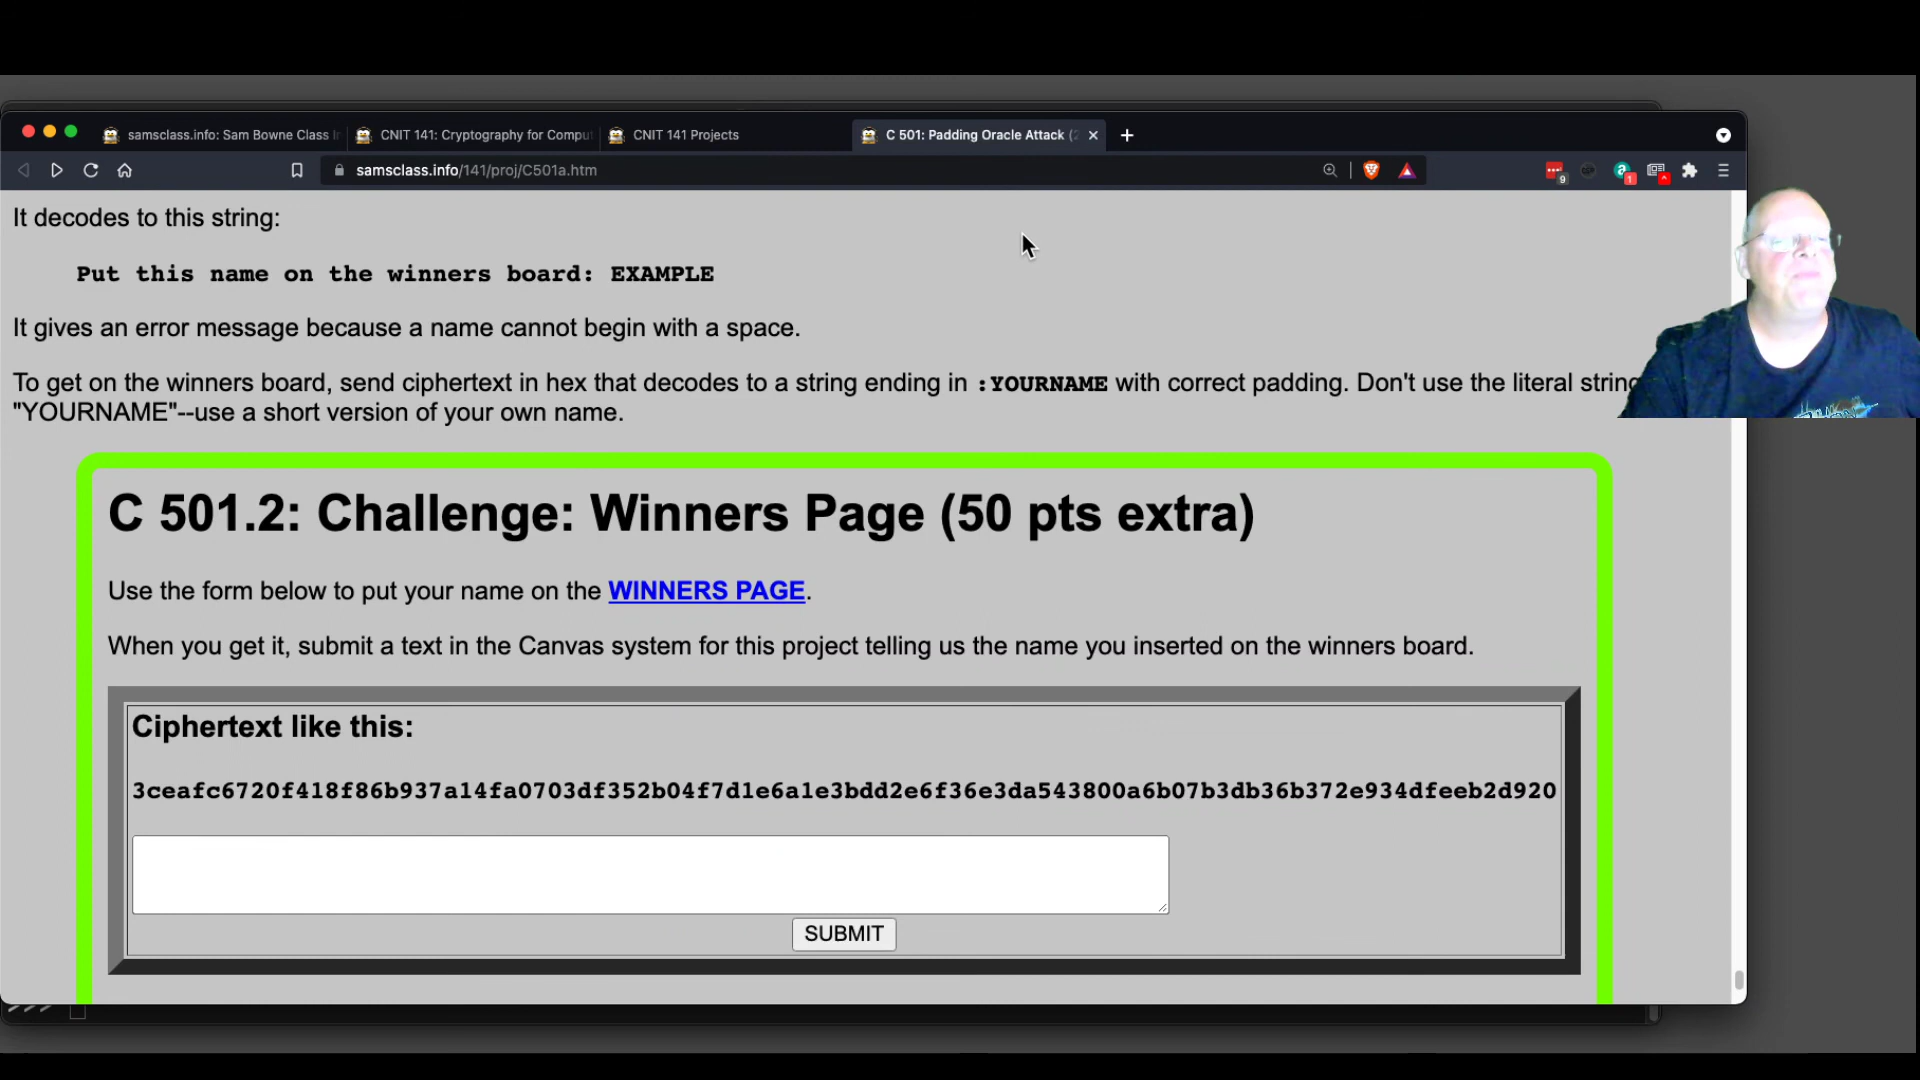 samsclass.info: Sam Bowne Class I
CNIT 141: Cryptography for Compu
CNIT 141 Projects
C 501: Padding Oracle Attack (2
samsclass.info/141/proj/C501a.htm
9
1
It decodes to this string:
Put this name on the winners board: EXAMPLE
It gives an error message because a name cannot begin with a space.
To get on the winners board, send ciphertext in hex that decodes to a string ending in :YOURNAME with correct padding. Don't use the literal string
"YOURNAME"--use a short version of your own name.
C 501.2: Challenge: Winners Page (50 pts extra)
Use the form below to put your name on the WINNERS PAGE.
When you get it, submit a text in the Canvas system for this project telling us the name you inserted on the winners board.
Ciphertext like this:
3ceafc6720f418f86b937a14fa0703df352b04f7d1e6a1e3bdd2e6f36e3da543800a6b07b3db36b372e934dfeeb2d920
SUBMIT
>>>